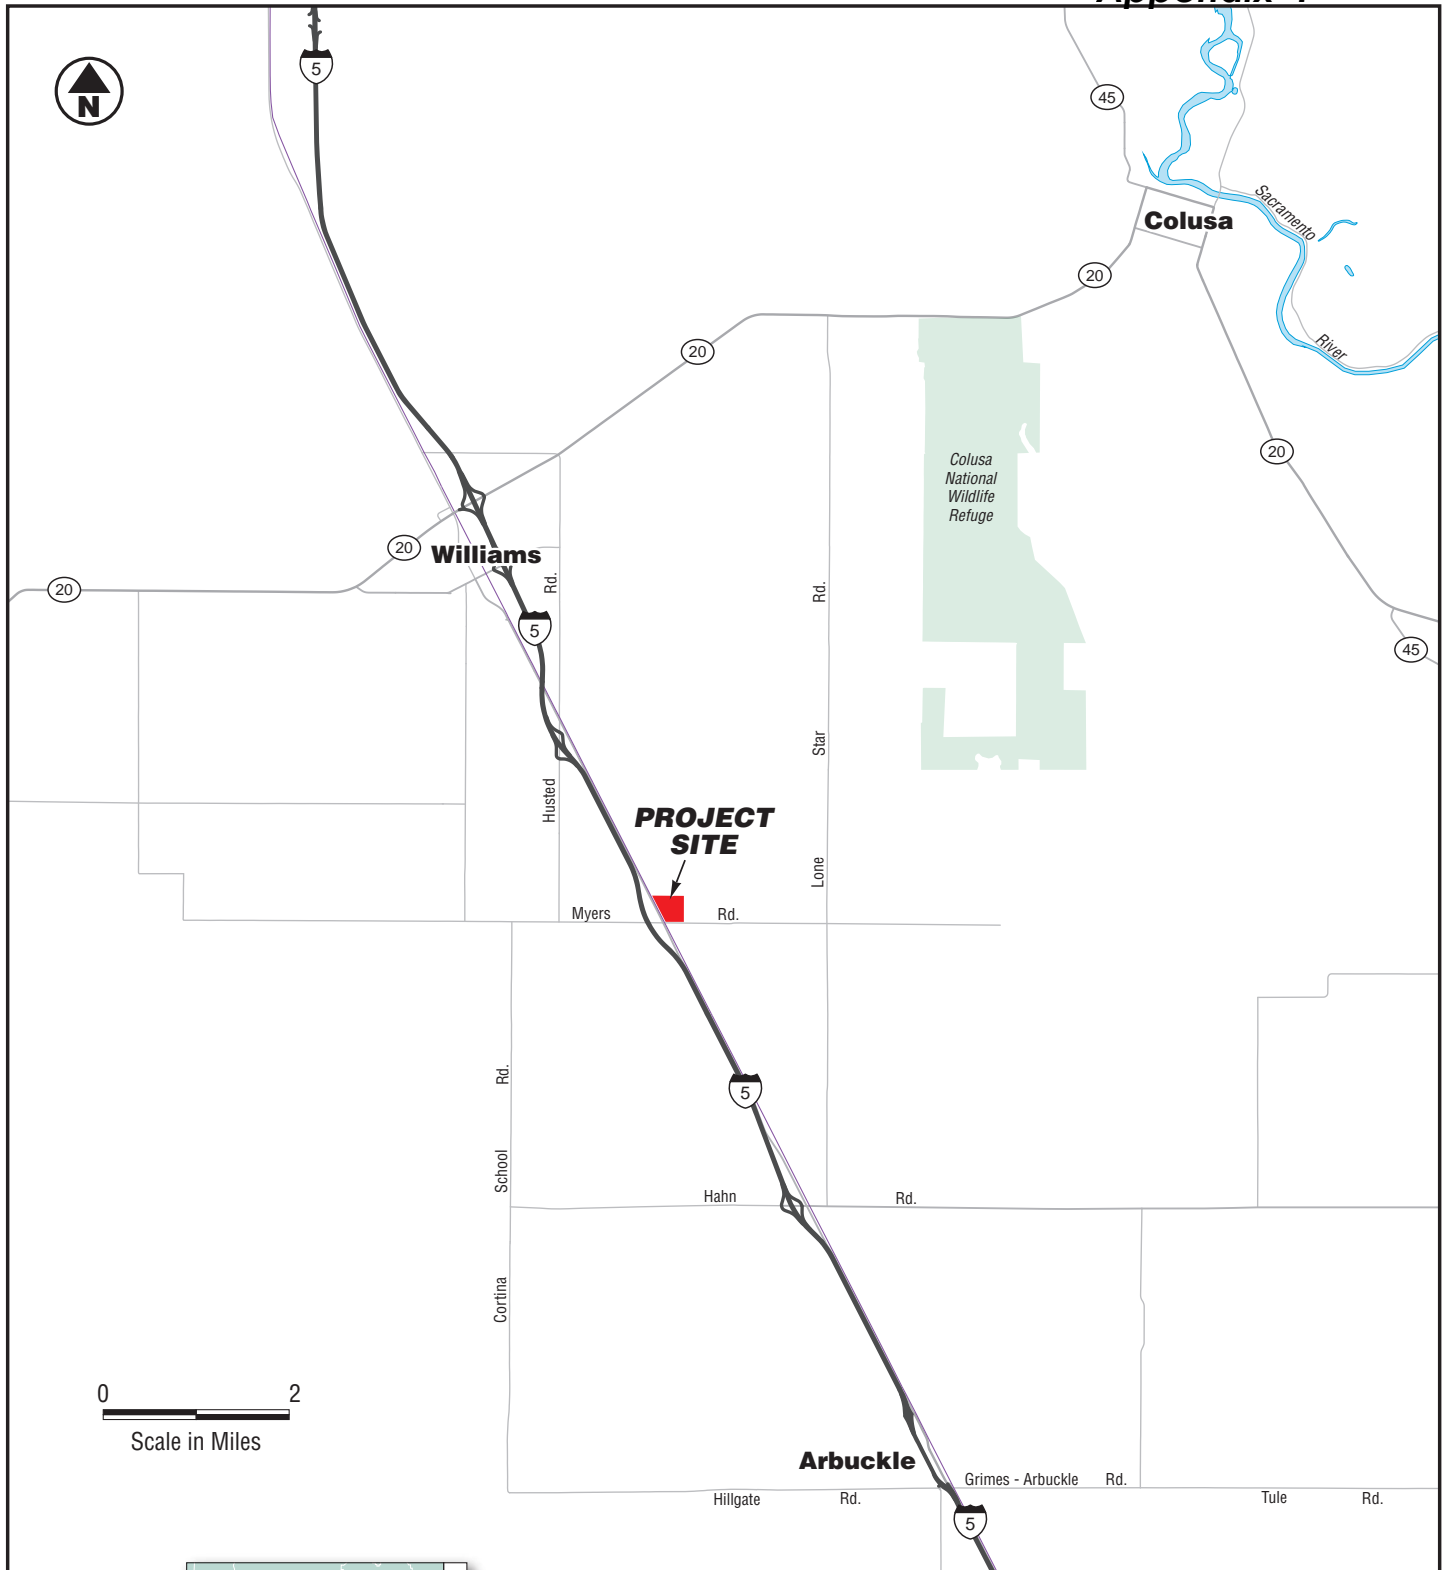 5
N
45
Sacramento
Colusa
20
River
20
20
Colusa
National
Wildlife
Refuge
20
Williams
Rd.
20
Rd.
5
45
Star
Husted
PROJECT
SITE
Lone
Myers Rd.
Rd.
5
School
Hahn Rd.
Cortina
0 2
Scale in Miles
Arbuckle
Grimes - Arbuckle Rd.
Hillgate Rd.
Tule Rd.
5